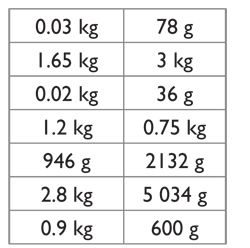 0.03 kg 78 g
1.65 kg 3 kg
0.02 kg 36 g
1.2 kg 0.75 kg
946 g 2132 g
2.8 kg 5 034 g
0.9 kg 600 g